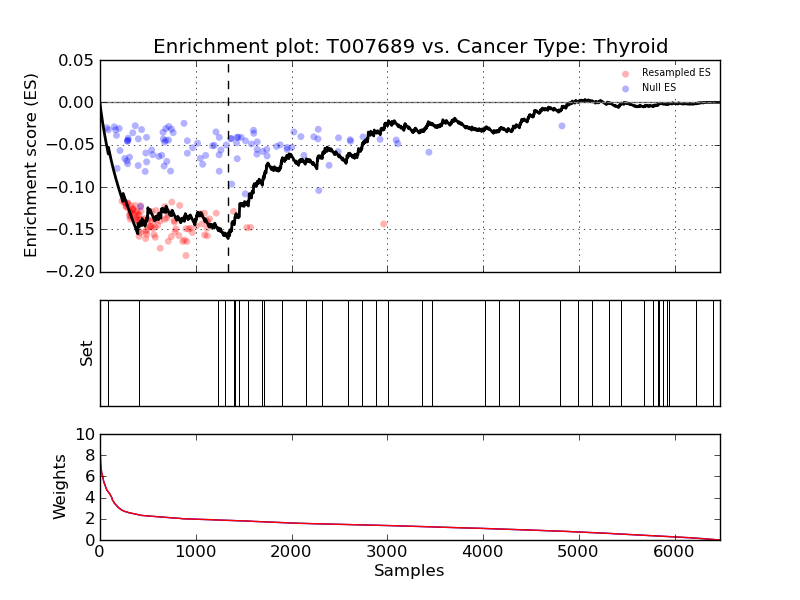 Enrichment plot: T007689 vs. Cancer Type: Thyroid
Enrichment score (ES)
0.05
0.00
−0.05
−0.10
−0.15
−0.20
Resampled ES
Null ES
Set
Weights
10
8
6
4
2
0
0 1000 2000 3000 4000 5000 6000
Samples